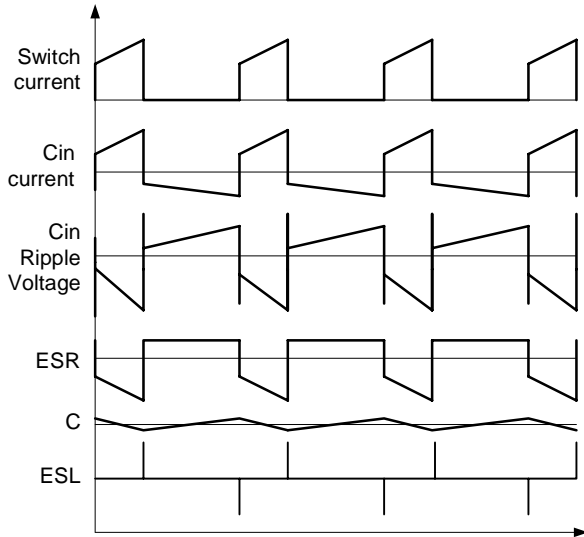 Switch
current
Cin
current
Cin
Ripple
Voltage
ESR
C
ESL